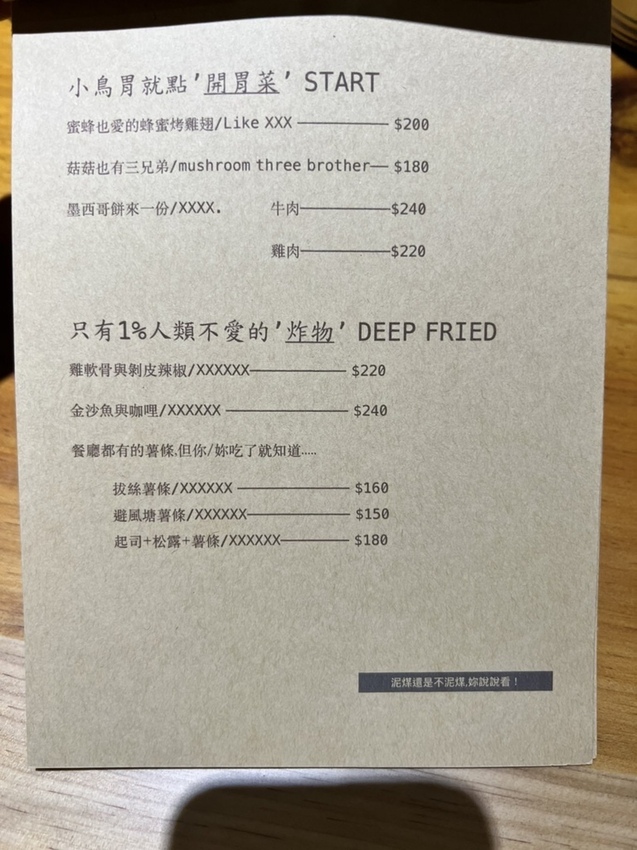 小鳥胃就點'開胃菜' START
蜜蜂也愛的蜂蜜烤雞翅/Like XXX $200
菇菇也有三兄弟/mushroom three brother $180
墨西哥餅來一份/XXXX. 牛肉 $240
雞肉 $220
只有1%人類不愛的'炸物' DEEP FRIED
雞軟骨與剝皮辣椒/XXXXXX $220
金沙魚與咖哩/XXXXXX $240
餐廳都有的薯條,但你/妳吃了就知道.....
拔絲薯條/XXXXXX $160
避風塘薯條/XXXXXX $150
起司+松露+薯條/XXXXXX $180
泥煤還是不泥煤,妳說說看！